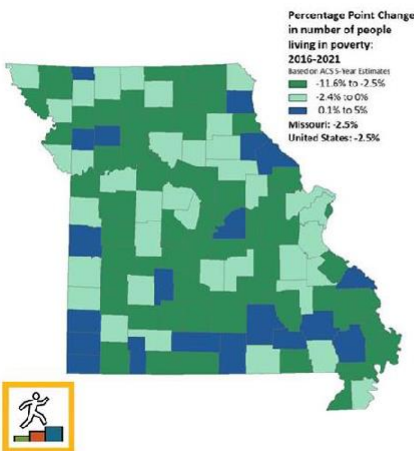 Percentage Point Change
in number of people
living in poverty:
2016-2021
Based on ACS 5-Year Estimates
-11.6% to -2.5%
-2.4% to 0%
0.1% to 5%
Missouri: -2.5%
United States: -2.5%